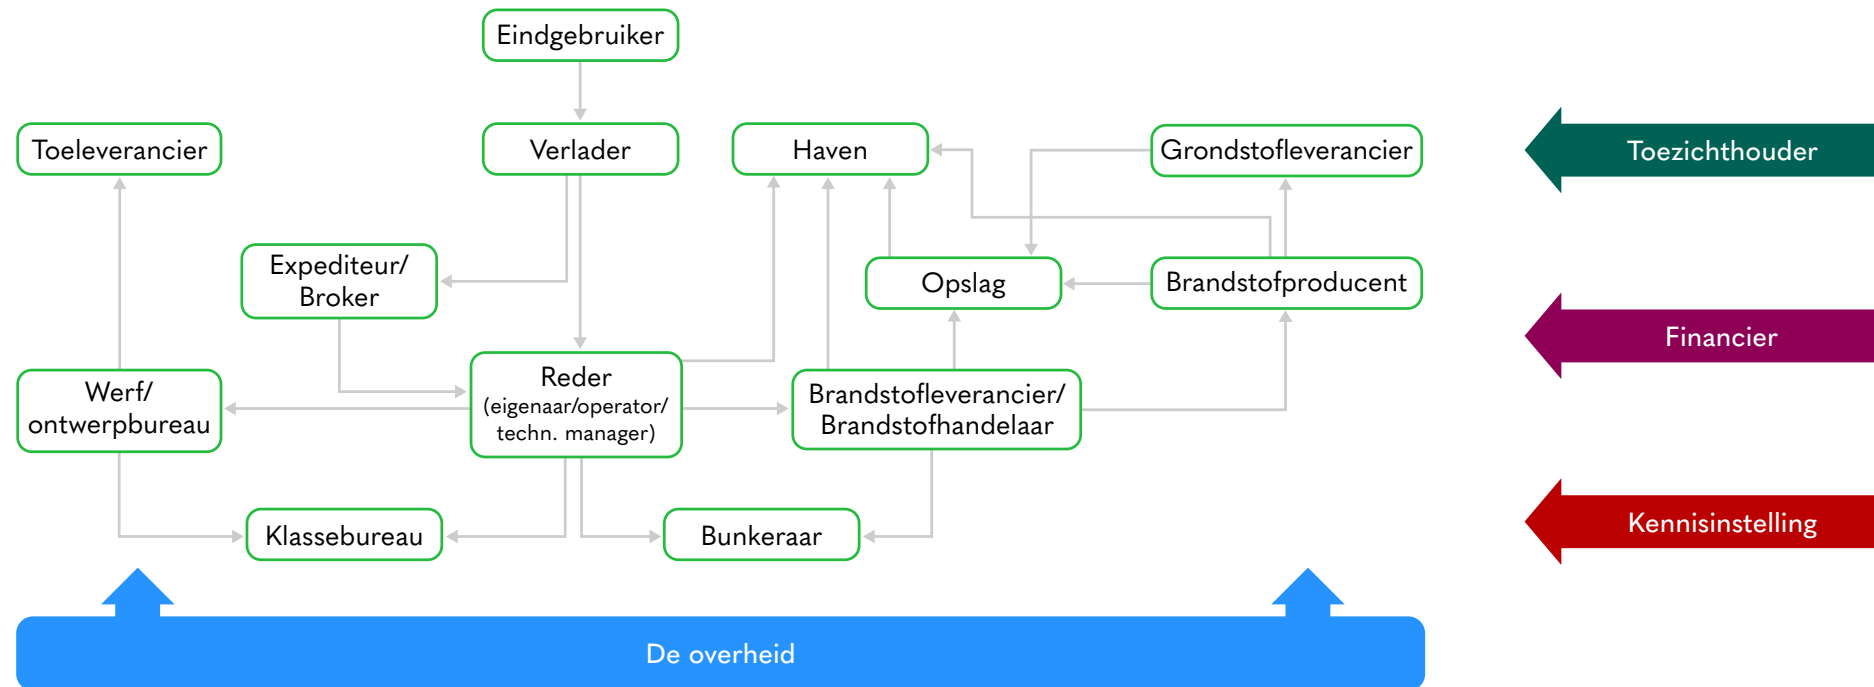 Eindgebruiker
Toeleverancier
Verlader
Haven
Grondstofleverancier
Toezichthouder
Expediteur/
Broker
Opslag
Brandstofproducent
Financier
Werf/
ontwerpbureau
Reder
(eigenaar/operator/
techn. manager)
Brandstofleverancier/
Brandstofhandelaar
Kennisinstelling
Klassebureau
Bunkeraar
De overheid